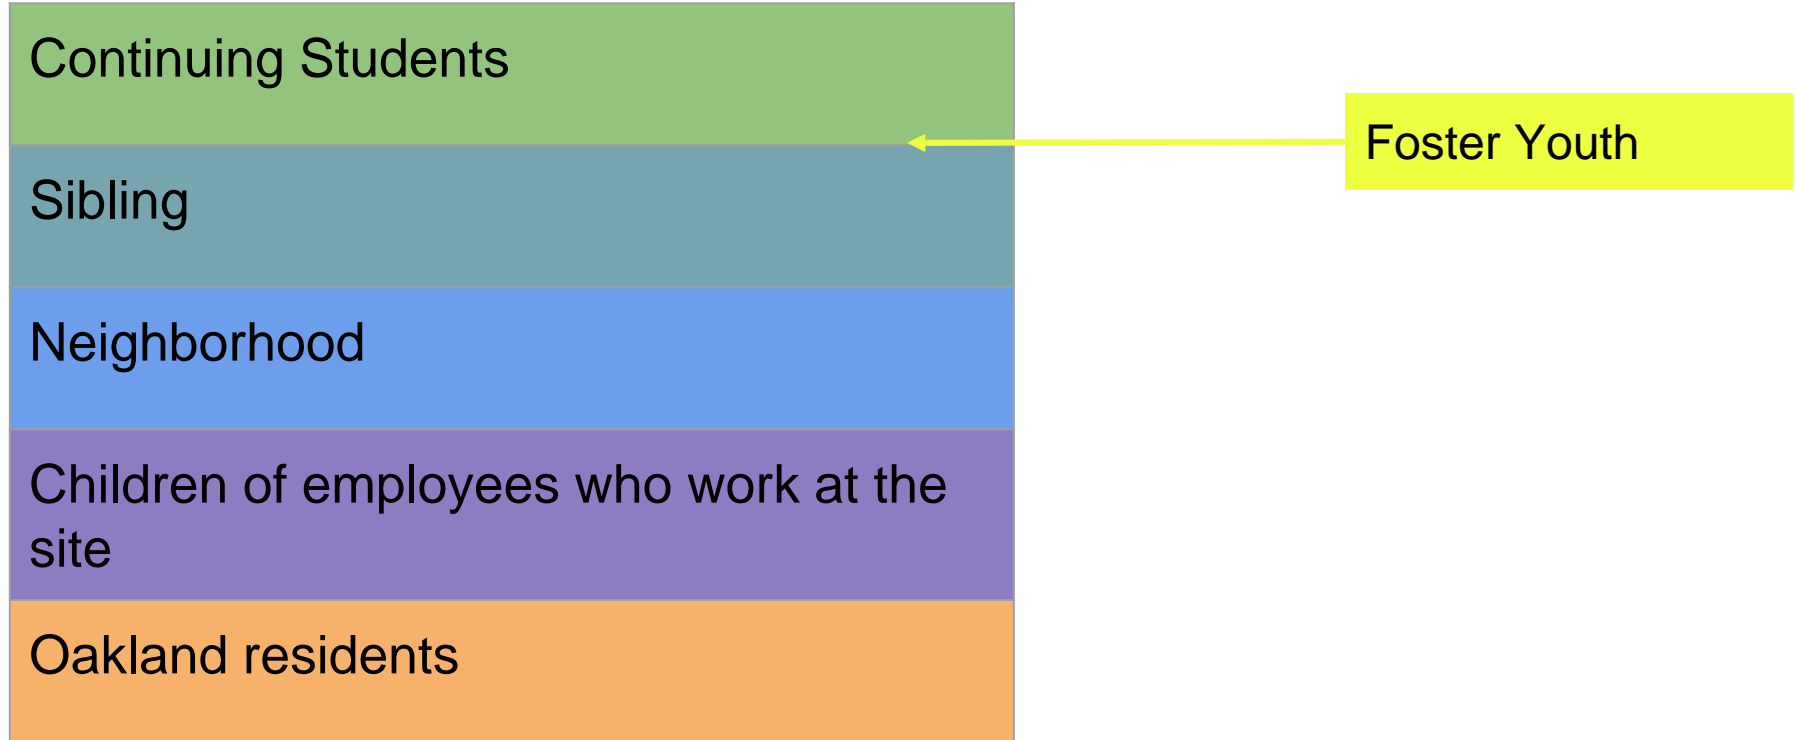 Continuing Students
Foster Youth
Sibling
Neighborhood
Children of employees who work at the
site
Oakland residents